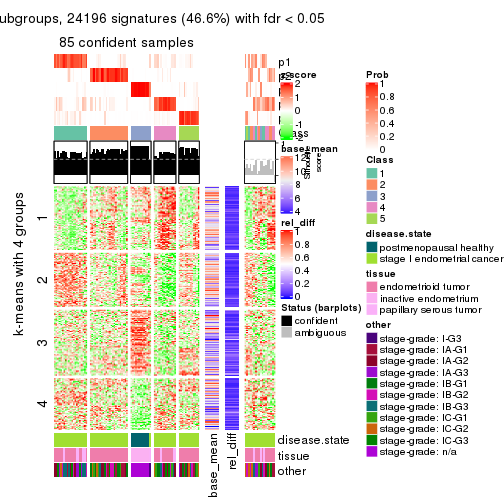 ubgroups, 24196 signatures (46.6%) with fdr < 0.05
85 confident samples
p1
p2
z-score
2
1
0
-1
-2
Class
base_mean
12
6
4
rel_diff
1
0.8
0.6
0.4
0.2
0
Status (barplots)
confident
ambiguous
Silhouette
score
k-means with 4 groups
1
2
3
4
base_mean
rel_diff
disease.state
tissue
other
Prob
1
0.8
0.6
0.4
0.2
0
Class
1
2
3
4
5
disease.state
postmenopausal healthy
stage I endometrial cancer
tissue
endometrioid tumor
inactive endometrium
papillary serous tumor
other
stage-grade: I-G3
stage-grade: IA-G1
stage-grade: IA-G2
stage-grade: IA-G3
stage-grade: IB-G1
stage-grade: IB-G2
stage-grade: IB-G3
stage-grade: IC-G1
stage-grade: IC-G2
stage-grade: IC-G3
stage-grade: n/a